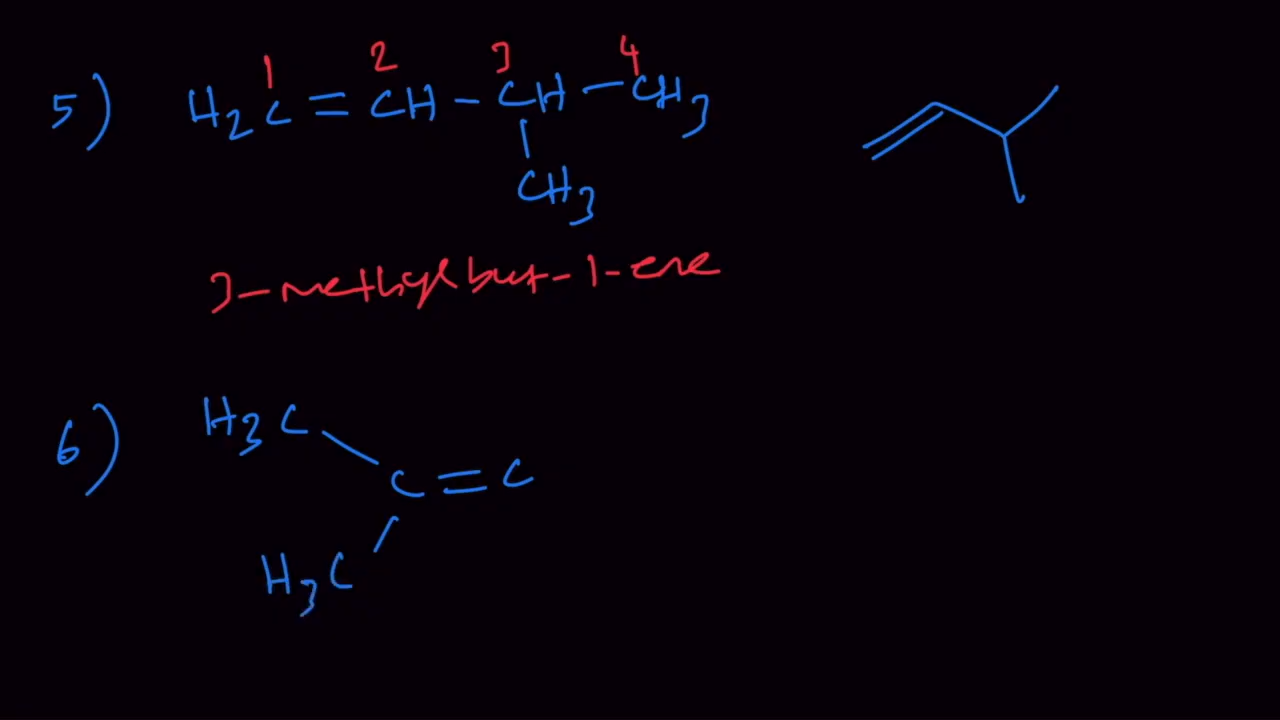 1 2 3 4
5) H2C = CH - CH - CH3
CH3
3-methylbut-1-ene
6) H3C
C = C
H3C